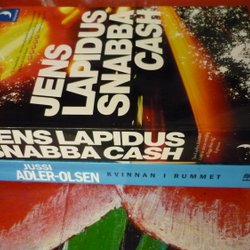 JENS
LAPIDUS
SNABBA
CASH
JENS LAPIDUS
SNABBA CASH
JUSSI
ADLER-OLSEN
KVINNAN I RUMMET